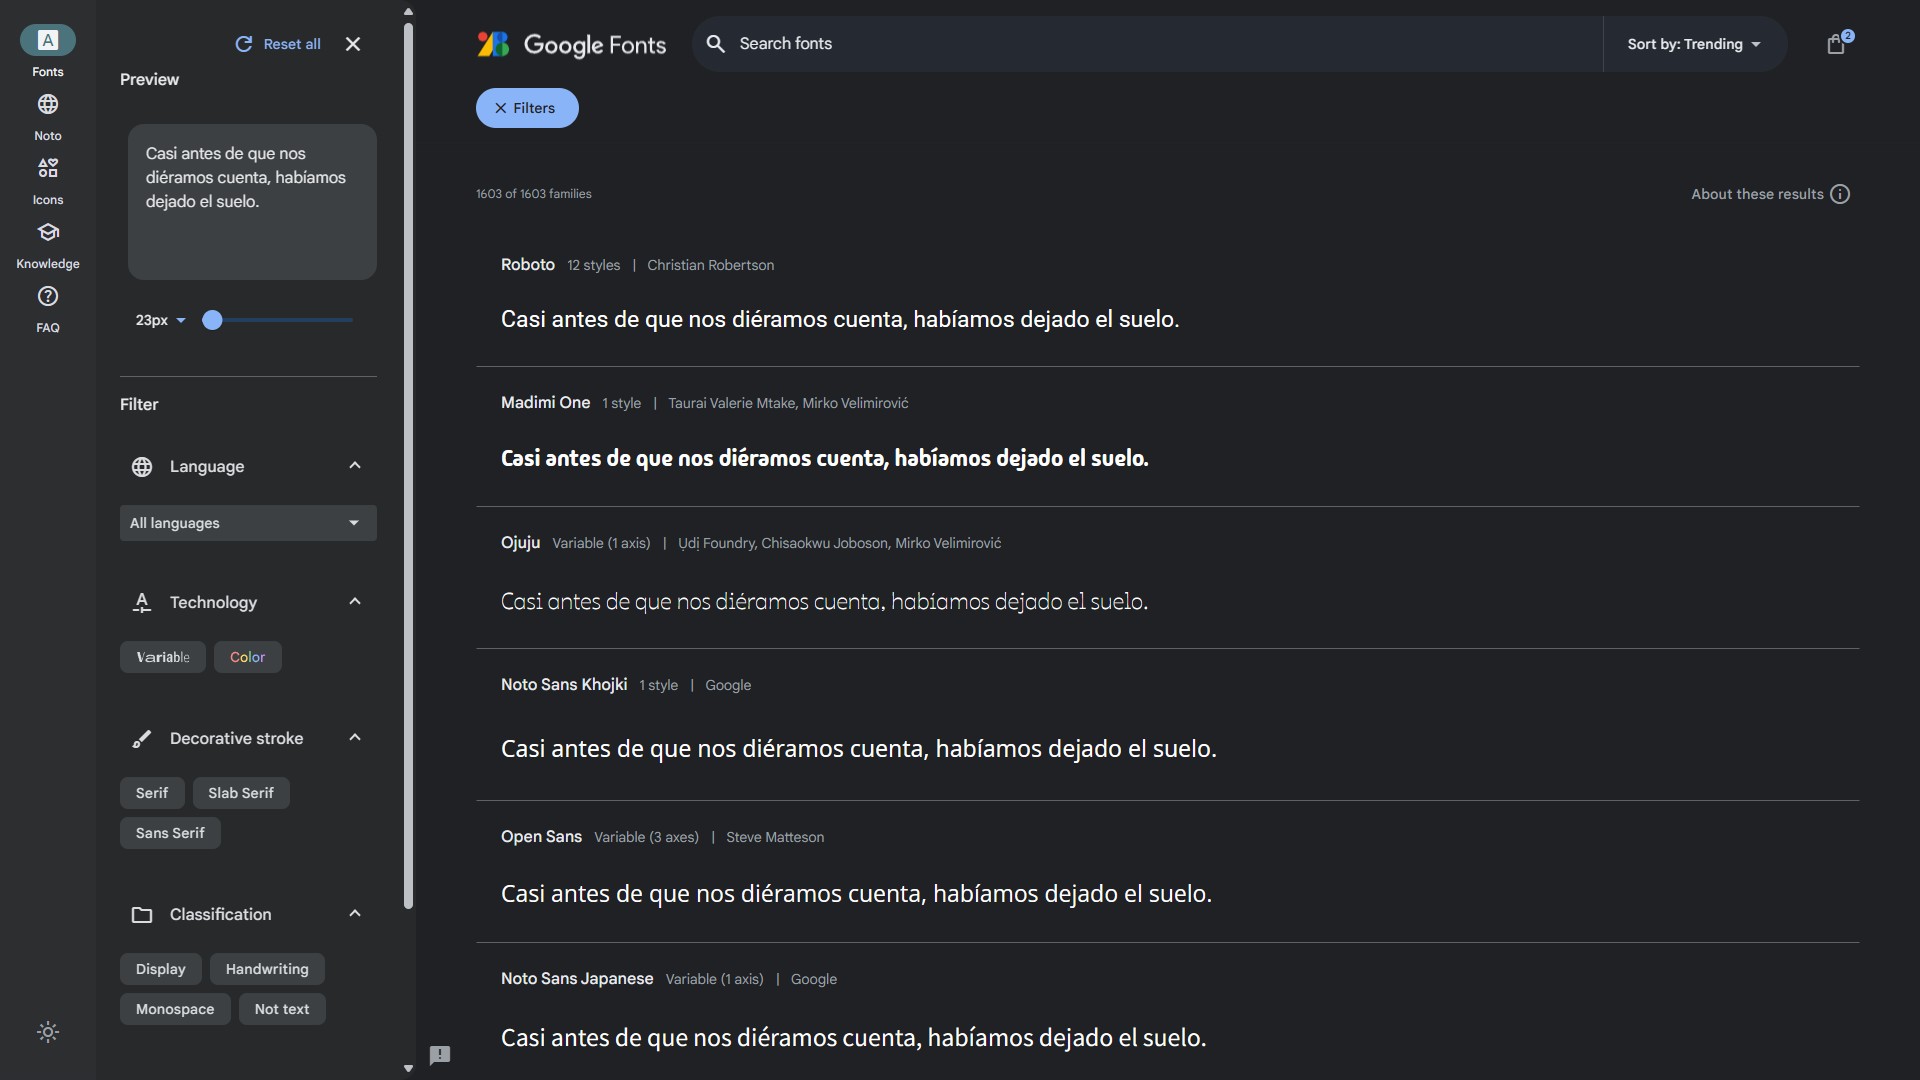 Fonts
Noto
Icons
Knowledge
FAQ
Reset all
Preview
Casi antes de que nos
diéramos cuenta, habíamos
dejado el suelo.
23px
Filter
Language
All languages
Technology
Variable
Color
Decorative stroke
Serif
Slab Serif
Sans Serif
Classification
Display
Handwriting
Monospace
Not text
Google Fonts
Search fonts
Sort by: Trending
2
Filters
1603 of 1603 families
About these results
Roboto 12 styles | Christian Robertson
Casi antes de que nos diéramos cuenta, habíamos dejado el suelo.
Madimi One 1 style | Taurai Valerie Mtake, Mirko Velimirović
Casi antes de que nos diéramos cuenta, habíamos dejado el suelo.
Ojuju Variable (1 axis) | Ụdị Foundry, Chisaokwu Joboson, Mirko Velimirović
Casi antes de que nos diéramos cuenta, habíamos dejado el suelo.
Noto Sans Khojki 1 style | Google
Casi antes de que nos diéramos cuenta, habíamos dejado el suelo.
Open Sans Variable (3 axes) | Steve Matteson
Casi antes de que nos diéramos cuenta, habíamos dejado el suelo.
Noto Sans Japanese Variable (1 axis) | Google
Casi antes de que nos diéramos cuenta, habíamos dejado el suelo.